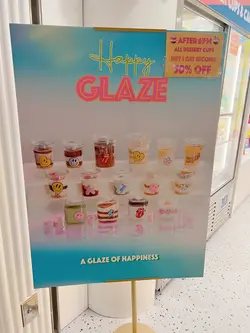 Happy
GLAZE
AFTER 6PM
ALL DESSERT CUPS
BUY 1 GET SECOND
50% OFF
A GLAZE OF HAPPINESS